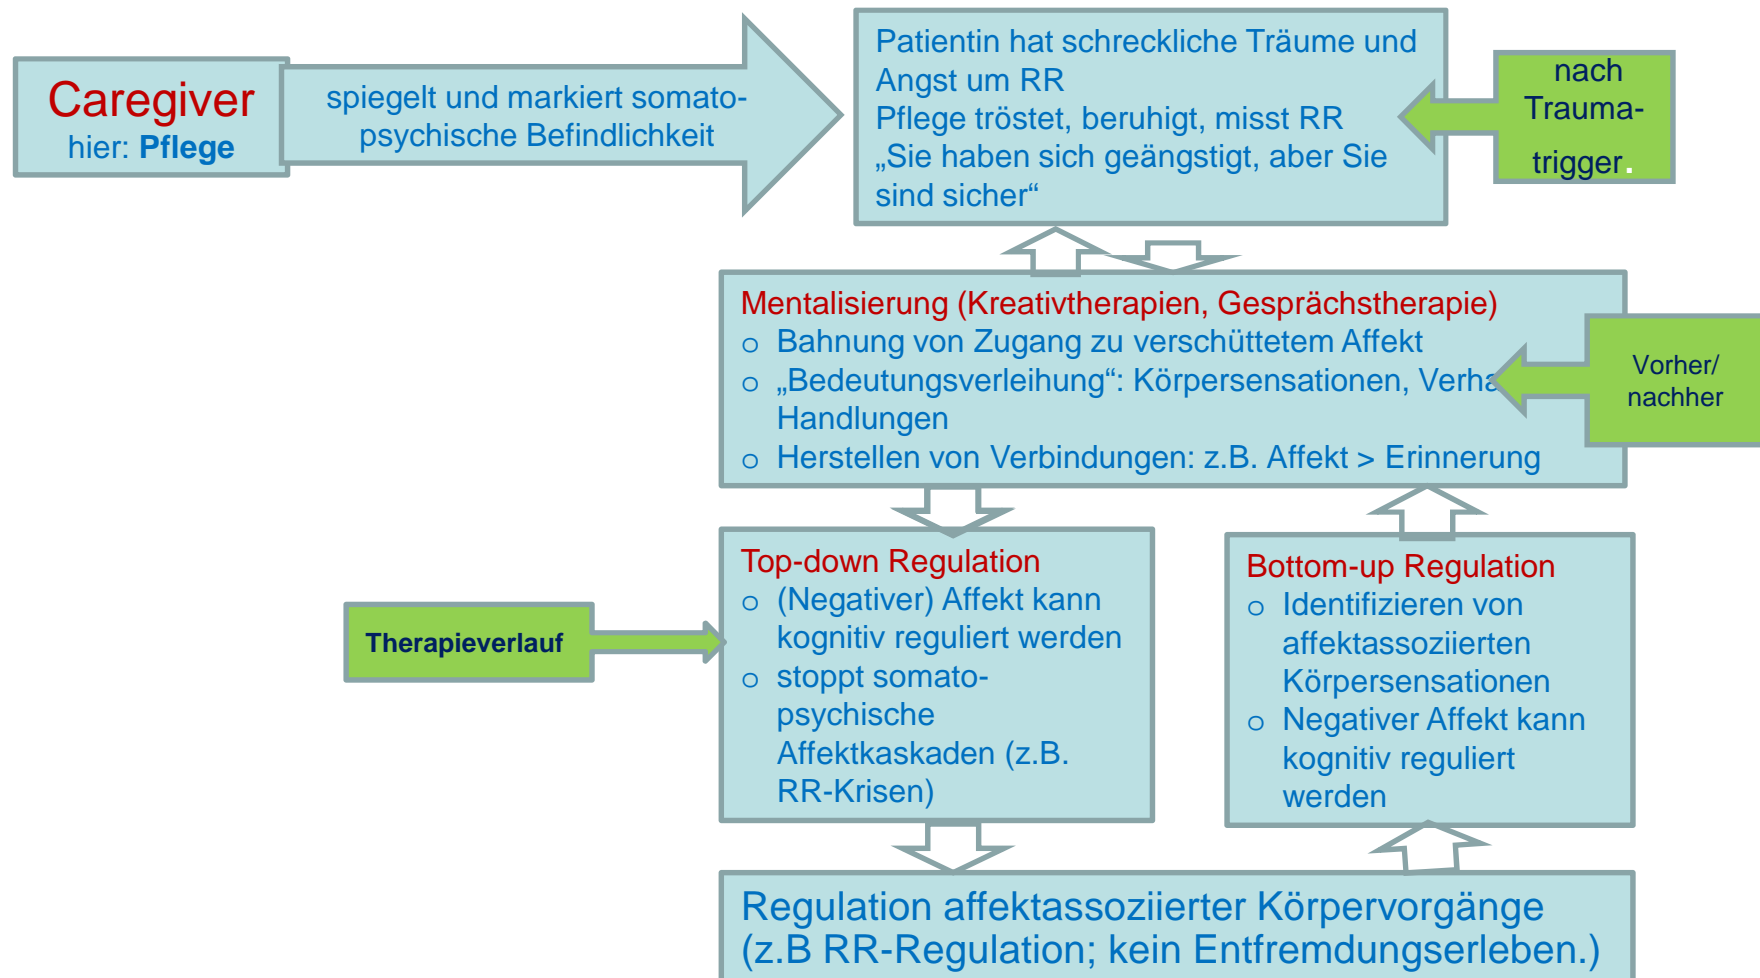 Caregiver
hier: Pflege
spiegelt und markiert somato-
psychische Befindlichkeit
Patientin hat schreckliche Träume und
Angst um RR
Pflege tröstet, beruhigt, misst RR
„Sie haben sich geängstigt, aber Sie
sind sicher“
nach
Trauma-
trigger.
Mentalisierung (Kreativtherapien, Gesprächstherapie)
o Bahnung von Zugang zu verschüttetem Affekt
o „Bedeutungsverleihung“: Körpersensationen,
Handlungen
o Herstellen von Verbindungen: z.B. Affekt > Erinnerung
Vorher/
nachher
Top-down Regulation
o (Negativer) Affekt kann
kognitiv reguliert werden
o stoppt somato-
psychische
Affektkaskaden (z.B.
RR-Krisen)
Therapieverlauf
Bottom-up Regulation
o Identifizieren von
affektassoziierten
Körpersensationen
o Negativer Affekt kann
kognitiv reguliert
werden
Regulation affektassoziierter Körpervorgänge
(z.B RR-Regulation; kein Entfremdungserleben.)